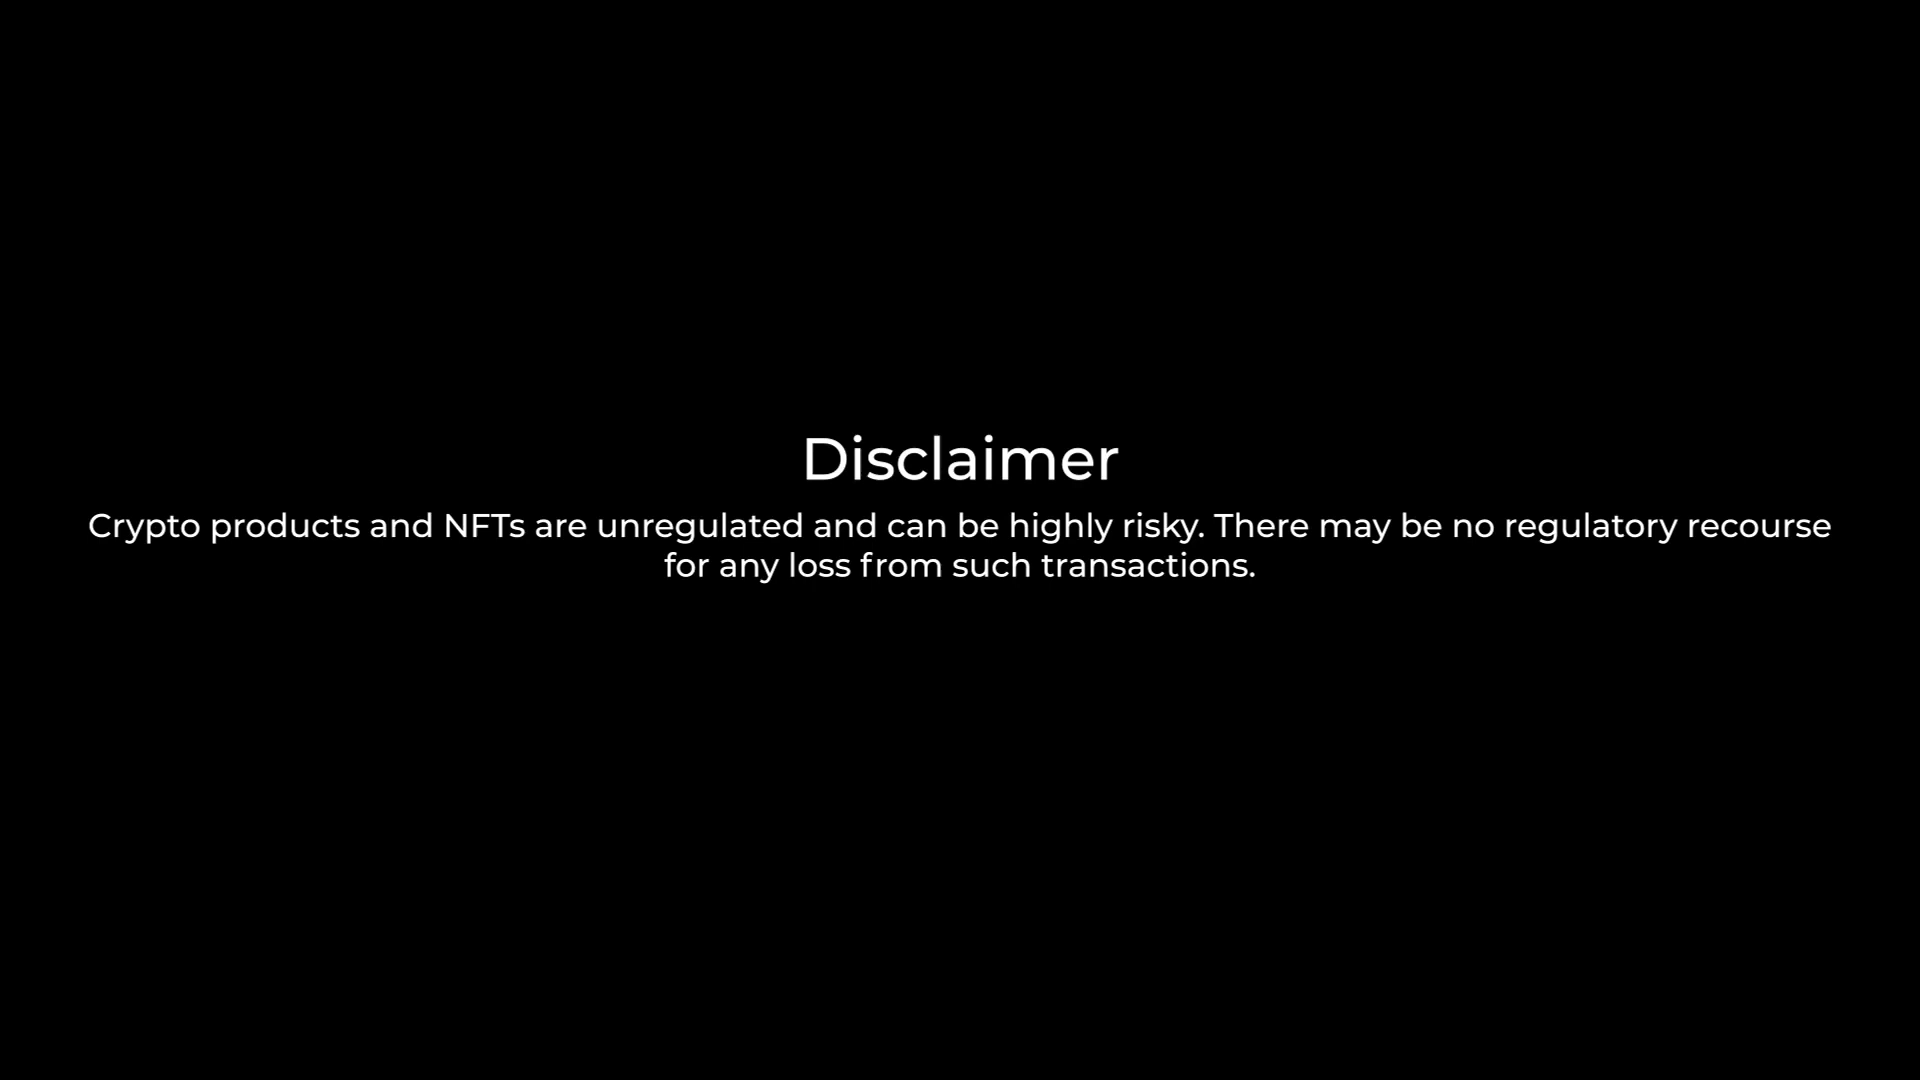 Disclaimer
Crypto products and NFTs are unregulated and can be highly risky. There may be no regulatory recourse
for any loss from such transactions.